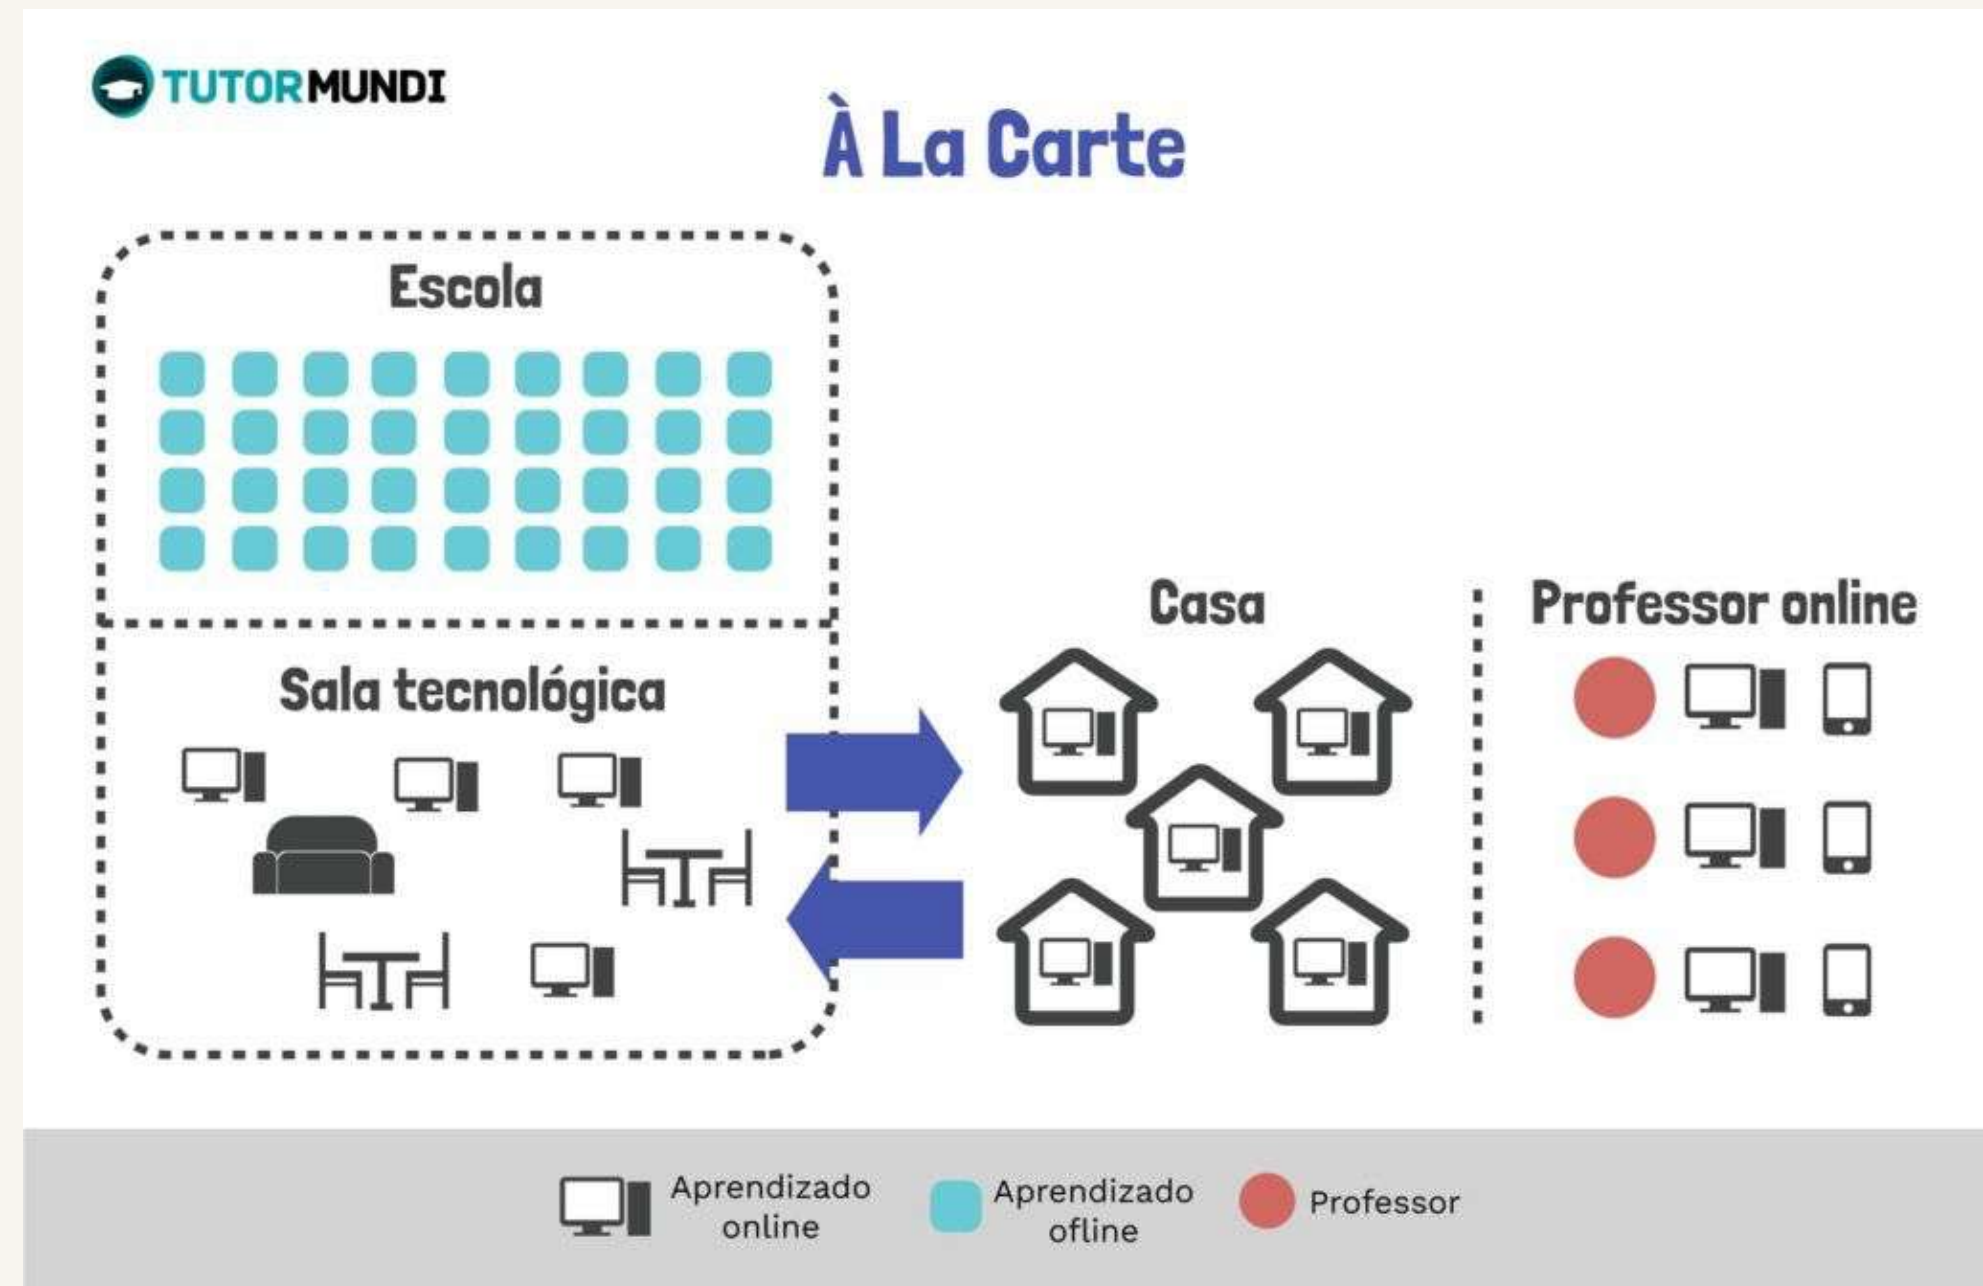 TUTORMUNDI
À La Carte
Escola
Sala tecnológica
Casa
Professor online
Aprendizado
online
Aprendizado
ofline
Professor